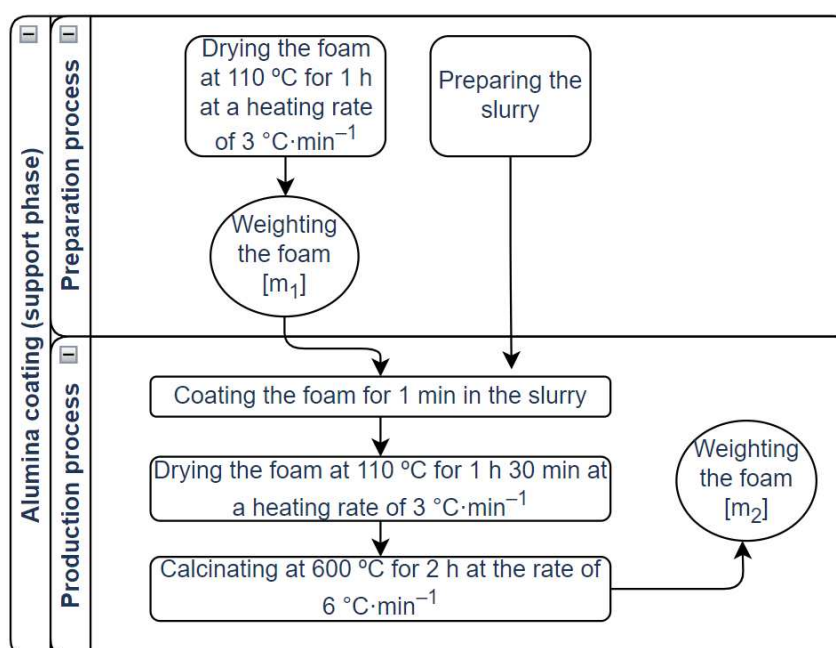 Alumina coating (support phase)
Preparation process
Drying the foam
at 110 ºC for 1 h
at a heating rate
of 3 °C·min⁻¹
Preparing the
slurry
Weighting
the foam
[m₁]
Production process
Coating the foam for 1 min in the slurry
Drying the foam at 110 ºC for 1 h 30 min at
a heating rate of 3 °C·min⁻¹
Calcinating at 600 ºC for 2 h at the rate of
6 °C·min⁻¹
Weighting
the foam
[m₂]